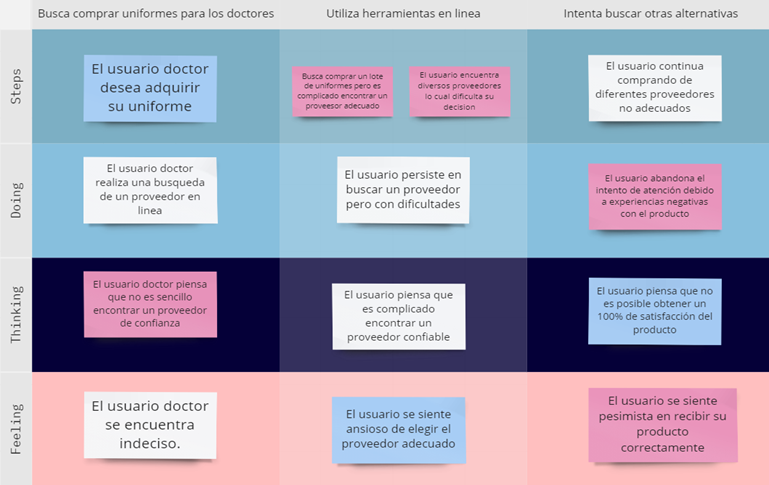 Busca comprar uniformes para los doctores
Utiliza herramientas en linea
Intenta buscar otras alternativas
Steps
El usuario doctor
desea adquirir
su uniforme
Busca comprar un lote
de uniformes pero es
complicado encontrar un
proveesor adecuado
El usuario encuentra
diversos proveedores
lo cual dificulta su
decision
El usuario continua
comprando de
diferentes proveedores
no adecuados
Doing
El usuario doctor
realiza una busqueda
de un proveedor en
linea
El usuario persiste en
buscar un proveedor
pero con dificultades
El usuario abandona el
intento de atención debido
a experiencias negativas
con el producto
Thinking
El usuario doctor piensa
que no es sencillo
encontrar un proveedor
de confianza
El usuario piensa que
es complicado
encontrar un
proveedor confiable
El usuario piensa que no
es posible obtener un
100% de satisfacción del
producto
Feeling
El usuario doctor
se encuentra
indeciso.
El usuario se siente
ansioso de elegir el
proveedor adecuado
El usuario se siente
pesimista en recibir su
producto
correctamente